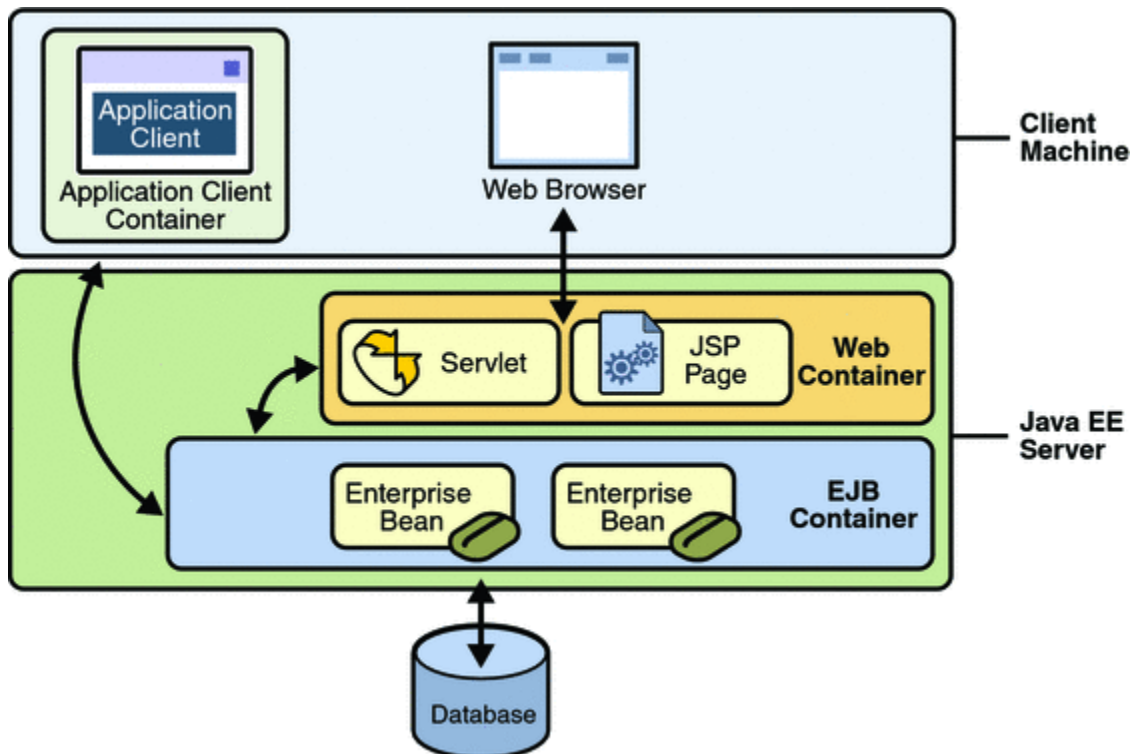 Application
Client
Application Client
Container
Web Browser
Client
Machine
Servlet
JSP
Page
Web
Container
Java EE
Server
Enterprise
Bean
Enterprise
Bean
EJB
Container
Database